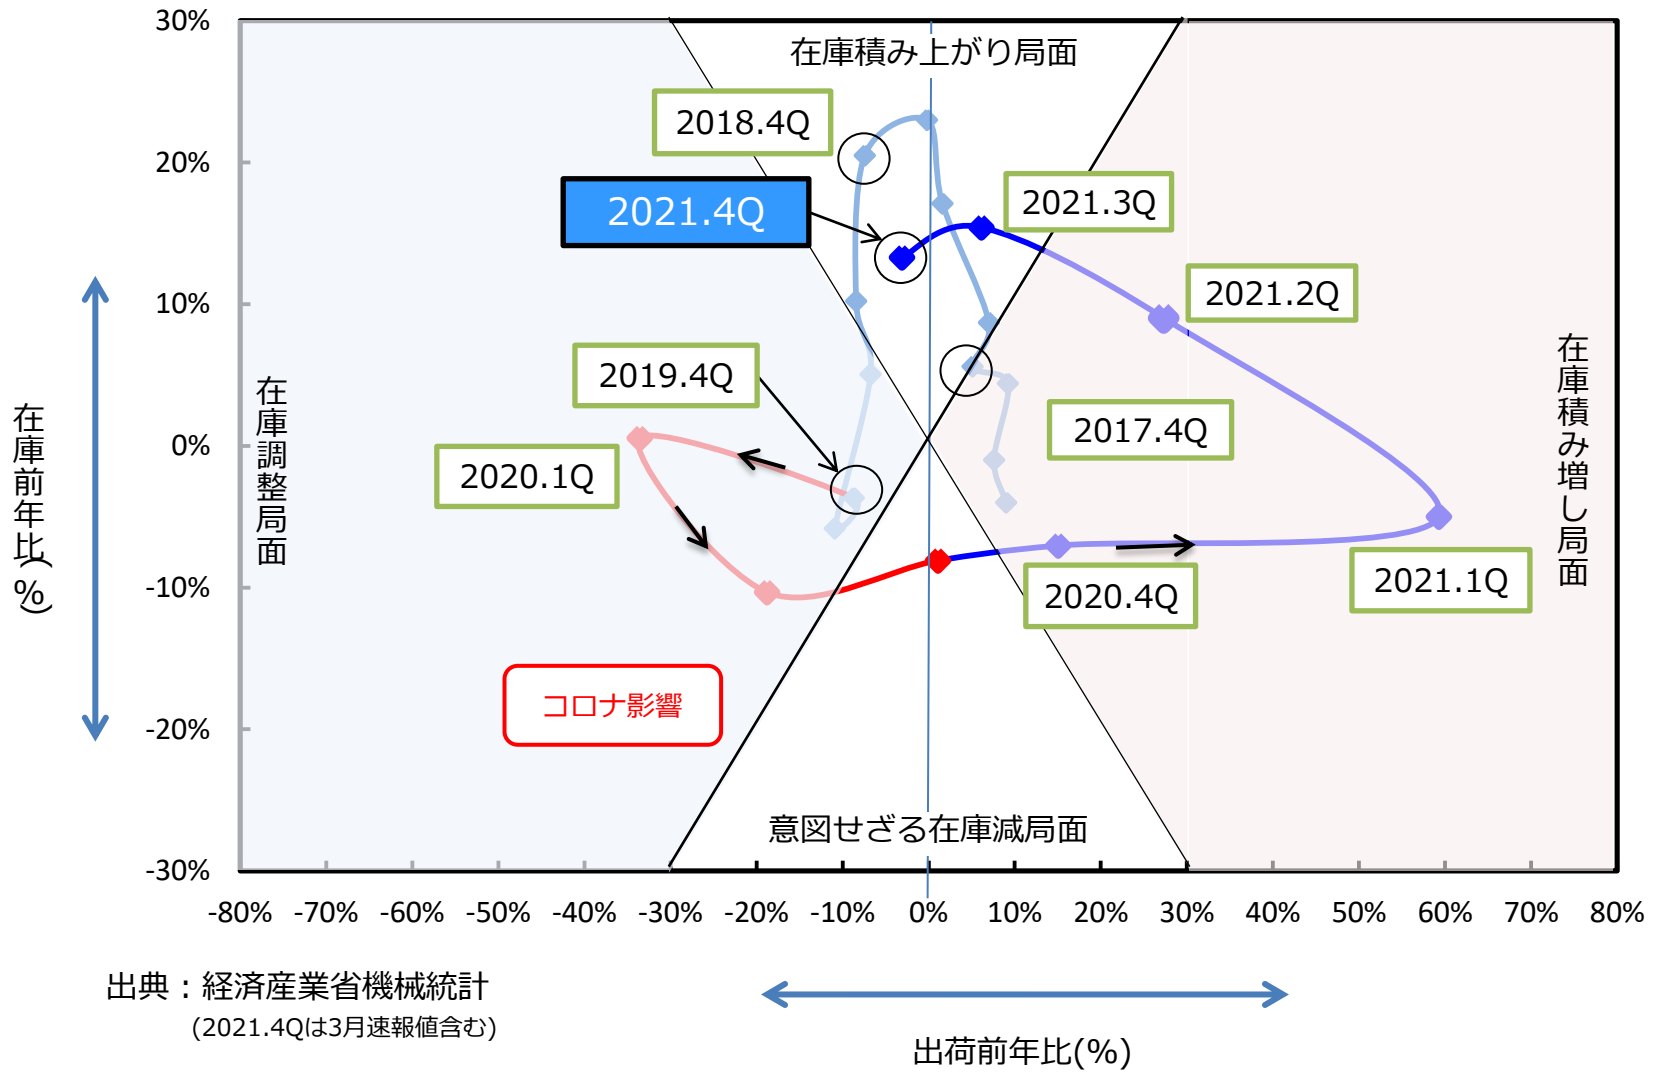 30%
20%
10%
0%
-10%
-20%
-30%
在庫前年比(%)
在庫積み上がり局面
2018.4Q
2021.4Q
2021.3Q
2021.2Q
2019.4Q
2017.4Q
2020.1Q
2020.4Q
2021.1Q
在庫調整局面
在庫積み増し局面
コロナ影響
意図せざる在庫減局面
-80% -70% -60% -50% -40% -30% -20% -10% 0% 10% 20% 30% 40% 50% 60% 70% 80%
出典：経済産業省機械統計
(2021.4Qは3月速報値含む)
出荷前年比(%)